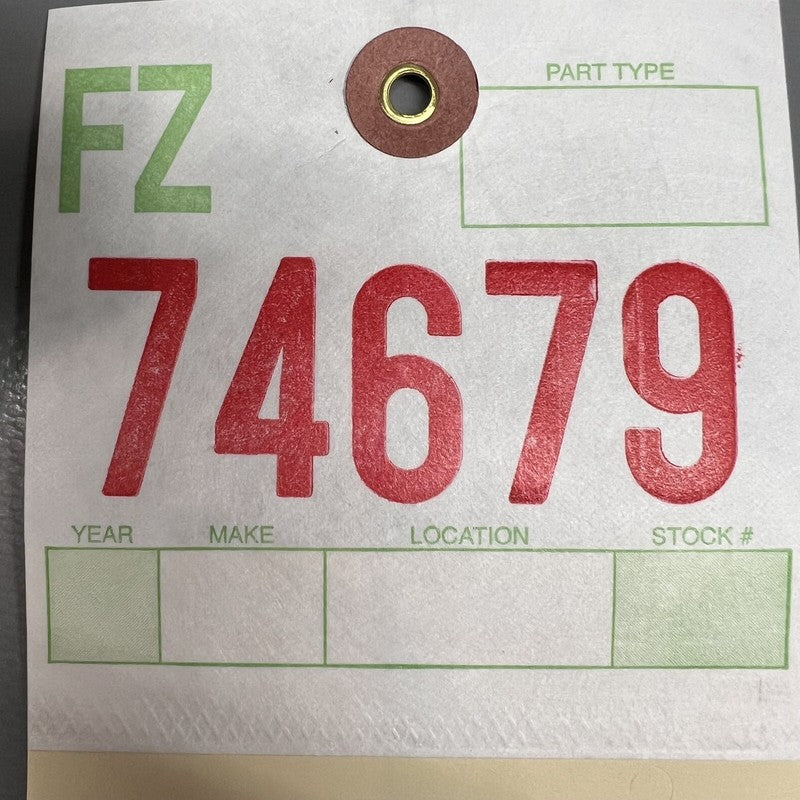 FZ
PART TYPE
74679
YEAR MAKE LOCATION STOCK #